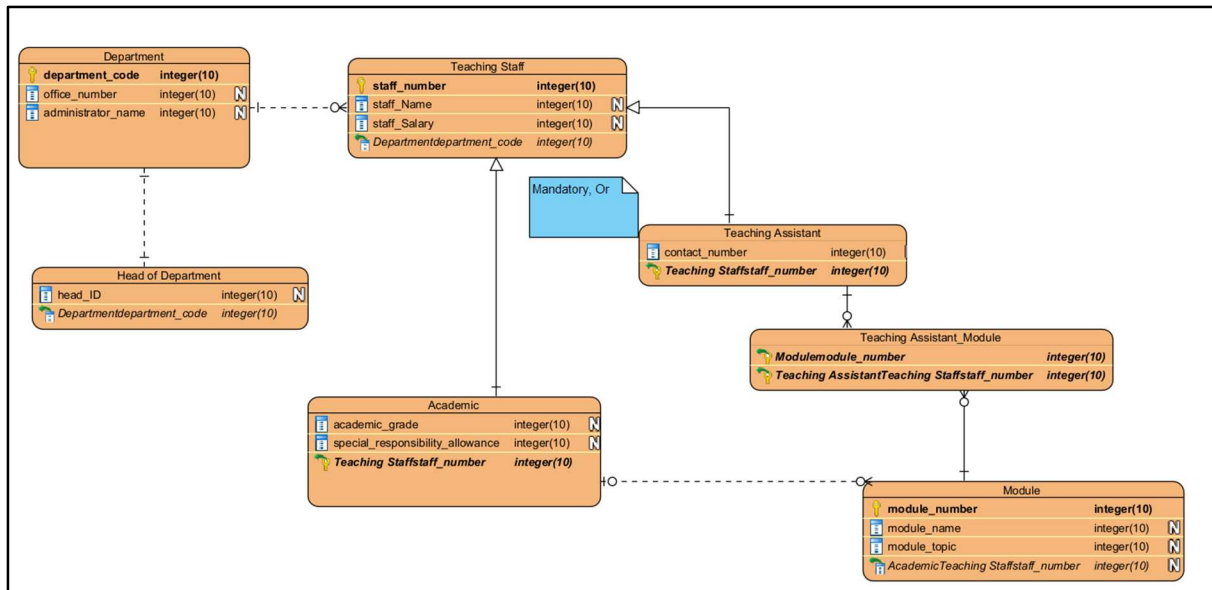 Department
department_code integer(10)
office_number integer(10) N
administrator_name integer(10) N
Teaching Staff
staff_number integer(10)
staff_Name integer(10) N
staff_Salary integer(10) N
Departmentdepartment_code integer(10)
Mandatory, Or
Teaching Assistant
contact_number integer(10)
Teaching Staffstaff_number integer(10)
Head of Department
head_ID integer(10) N
Departmentdepartment_code integer(10)
Teaching Assistant_Module
Modulemodule_number integer(10)
Teaching AssistantTeaching Staffstaff_number integer(10)
Academic
academic_grade integer(10) N
special_responsibility_allowance integer(10) N
Teaching Staffstaff_number integer(10)
Module
module_number integer(10)
module_name integer(10) N
module_topic integer(10) N
AcademicTeaching Staffstaff_number integer(10) N